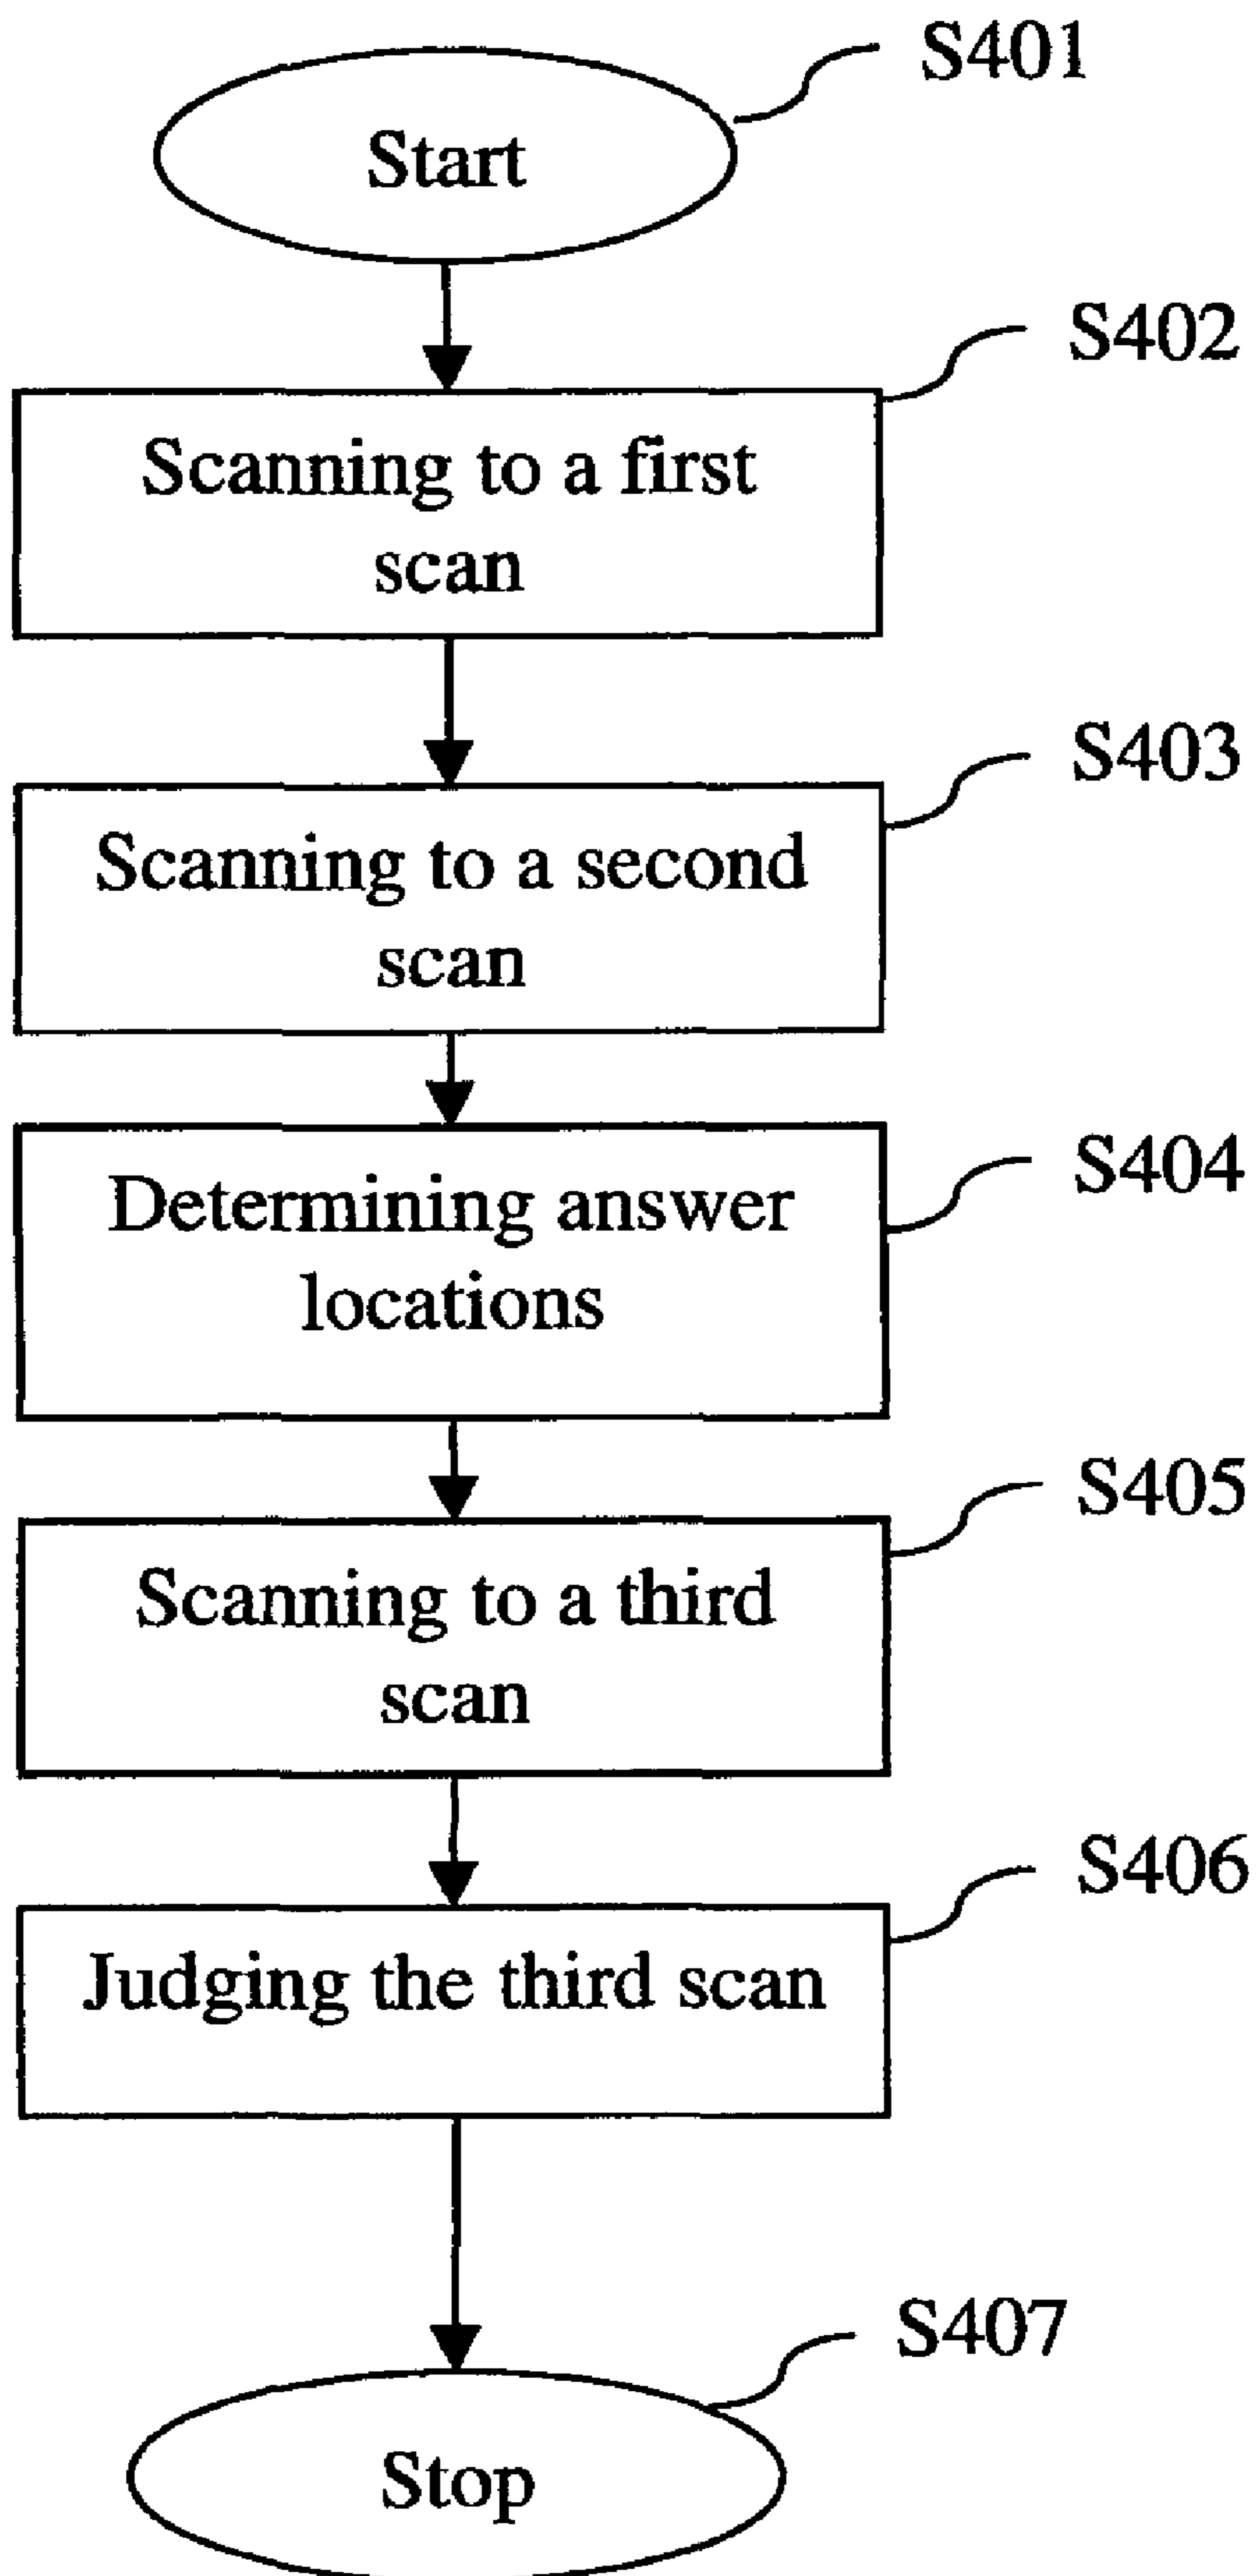 S401
Start
S402
Scanning to a first
scan
S403
Scanning to a second
scan
S404
Determining answer
locations
S405
Scanning to a third
scan
S406
Judging the third scan
S407
Stop